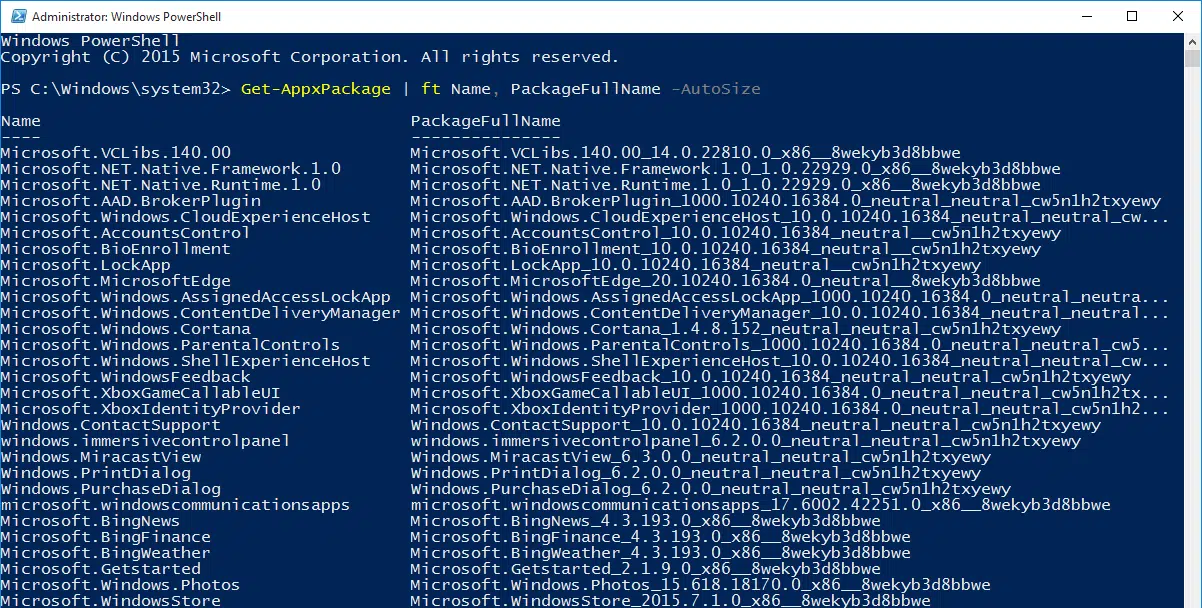 Administrator: Windows PowerShell
Windows PowerShell
Copyright (C) 2015 Microsoft Corporation. All rights reserved.
PS C:\Windows\system32> Get-AppxPackage | ft Name, PackageFullName -AutoSize
Name PackageFullName
---- ---------------
Microsoft.VCLibs.140.00 Microsoft.VCLibs.140.00_14.0.22810.0_x86__8wekyb3d8bbwe
Microsoft.NET.Native.Framework.1.0 Microsoft.NET.Native.Framework.1.0_1.0.22929.0_x86__8wekyb3d8bbwe
Microsoft.NET.Native.Runtime.1.0 Microsoft.NET.Native.Runtime.1.0_1.0.22929.0_x86__8wekyb3d8bbwe
Microsoft.AAD.BrokerPlugin Microsoft.AAD.BrokerPlugin_1000.10240.16384.0_neutral_neutral_cw5n1h2txyewy
Microsoft.Windows.CloudExperienceHost Microsoft.Windows.CloudExperienceHost_10.0.10240.16384_neutral_neutral_cw...
Microsoft.AccountsControl Microsoft.AccountsControl_10.0.10240.16384_neutral__cw5n1h2txyewy
Microsoft.BioEnrollment Microsoft.BioEnrollment_10.0.10240.16384_neutral__cw5n1h2txyewy
Microsoft.LockApp Microsoft.LockApp_10.0.10240.16384_neutral__cw5n1h2txyewy
Microsoft.MicrosoftEdge Microsoft.MicrosoftEdge_20.10240.16384.0_neutral__8wekyb3d8bbwe
Microsoft.Windows.AssignedAccessLockApp Microsoft.Windows.AssignedAccessLockApp_1000.10240.16384.0_neutral_neutra...
Microsoft.Windows.ContentDeliveryManager Microsoft.Windows.ContentDeliveryManager_10.0.10240.16384_neutral_neutral...
Microsoft.Windows.Cortana Microsoft.Windows.Cortana_1.4.8.152_neutral_neutral_cw5n1h2txyewy
Microsoft.Windows.ParentalControls Microsoft.Windows.ParentalControls_1000.10240.16384.0_neutral_neutral_cw5...
Microsoft.Windows.ShellExperienceHost Microsoft.Windows.ShellExperienceHost_10.0.10240.16384_neutral_neutral_cw...
Microsoft.WindowsFeedback Microsoft.WindowsFeedback_10.0.10240.16384_neutral_neutral_cw5n1h2txyewy
Microsoft.XboxGameCallableUI Microsoft.XboxGameCallableUI_1000.10240.16384.0_neutral_neutral_cw5n1h2tx...
Microsoft.XboxIdentityProvider Microsoft.XboxIdentityProvider_1000.10240.16384.0_neutral_neutral_cw5n1h2...
Windows.ContactSupport Windows.ContactSupport_10.0.10240.16384_neutral_neutral_cw5n1h2txyewy
windows.immersivecontrolpanel windows.immersivecontrolpanel_6.2.0.0_neutral_neutral_cw5n1h2txyewy
Windows.MiracastView Windows.MiracastView_6.3.0.0_neutral_neutral_cw5n1h2txyewy
Windows.PrintDialog Windows.PrintDialog_6.2.0.0_neutral_neutral_cw5n1h2txyewy
Windows.PurchaseDialog Windows.PurchaseDialog_6.2.0.0_neutral_neutral_cw5n1h2txyewy
microsoft.windowscommunicationsapps microsoft.windowscommunicationsapps_17.6002.42251.0_x86__8wekyb3d8bbwe
Microsoft.BingNews Microsoft.BingNews_4.3.193.0_x86__8wekyb3d8bbwe
Microsoft.BingFinance Microsoft.BingFinance_4.3.193.0_x86__8wekyb3d8bbwe
Microsoft.BingWeather Microsoft.BingWeather_4.3.193.0_x86__8wekyb3d8bbwe
Microsoft.Getstarted Microsoft.Getstarted_2.1.9.0_x86__8wekyb3d8bbwe
Microsoft.Windows.Photos Microsoft.Windows.Photos_15.618.18170.0_x86__8wekyb3d8bbwe
Microsoft.WindowsStore Microsoft.WindowsStore_2015.7.1.0_x86__8wekyb3d8bbwe